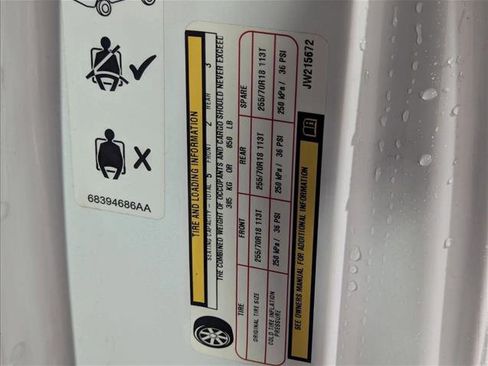 68394686AA
TIRE AND LOADING INFORMATION
SEATING CAPACITY - TOTAL 5 FRONT 2 REAR 3
THE COMBINED WEIGHT OF OCCUPANTS AND CARGO SHOULD NEVER EXCEED
385 KG OR 850 LB
TIRE FRONT REAR SPARE
ORIGINAL TIRE SIZE 255/70R18 113T 255/70R18 113T 255/70R18 113T
COLD TIRE INFLATION PRESSURE 250 kPa / 36 PSI 250 kPa / 36 PSI 250 kPa / 36 PSI
SEE OWNERS MANUAL FOR ADDITIONAL INFORMATION
JW215672